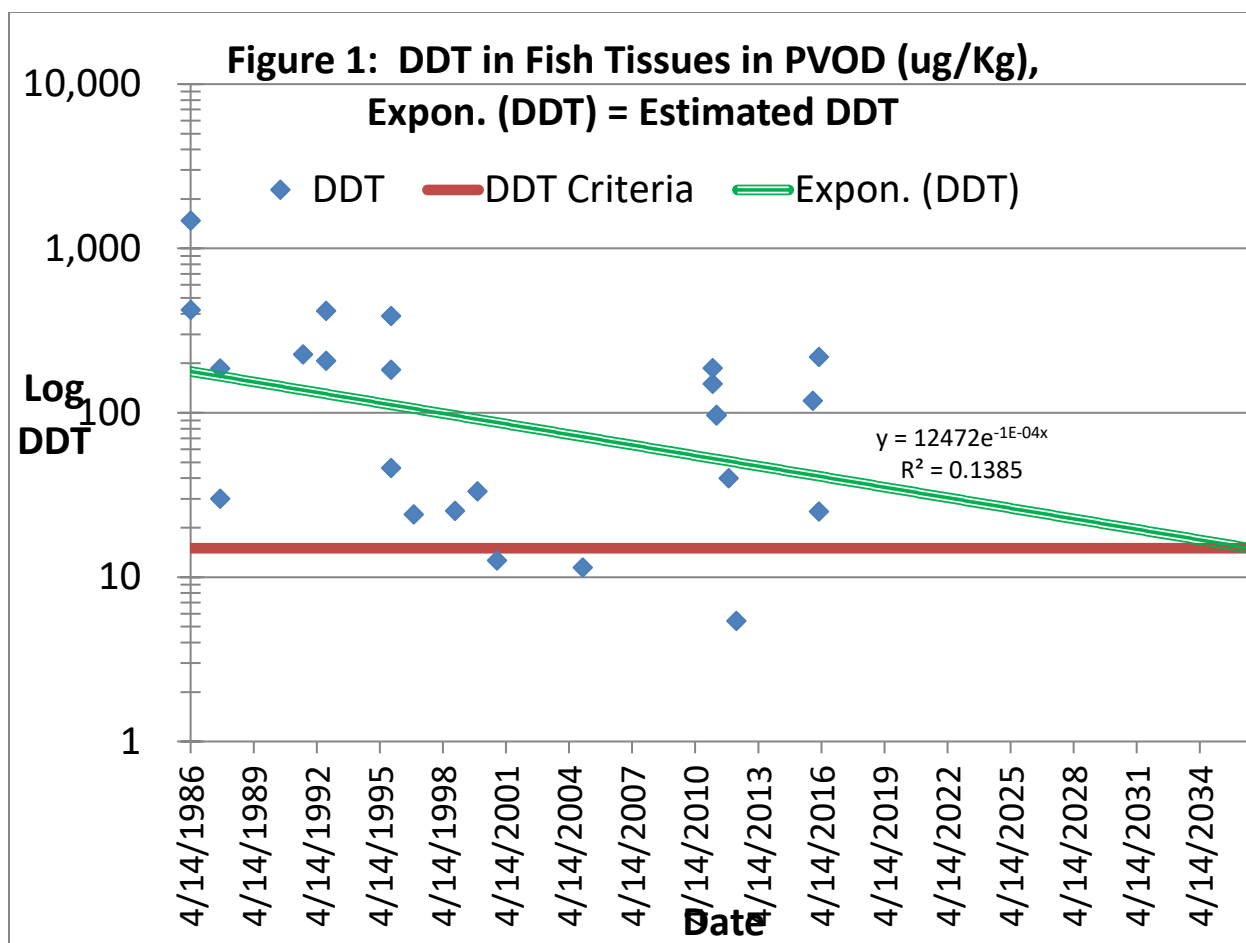 Figure 1:  DDT in Fish Tissues in PVOD (ug/Kg),
Expon. (DDT) = Estimated DDT
DDT
DDT Criteria
Expon. (DDT)
10,000
1,000
100
10
1
Log
DDT
y = 12472e^-1E-04x
R² = 0.1385
4/14/1986
4/14/1989
4/14/1992
4/14/1995
4/14/1998
4/14/2001
4/14/2004
4/14/2007
4/14/2010
4/14/2013
4/14/2016
4/14/2019
4/14/2022
4/14/2025
4/14/2028
4/14/2031
4/14/2034
Date